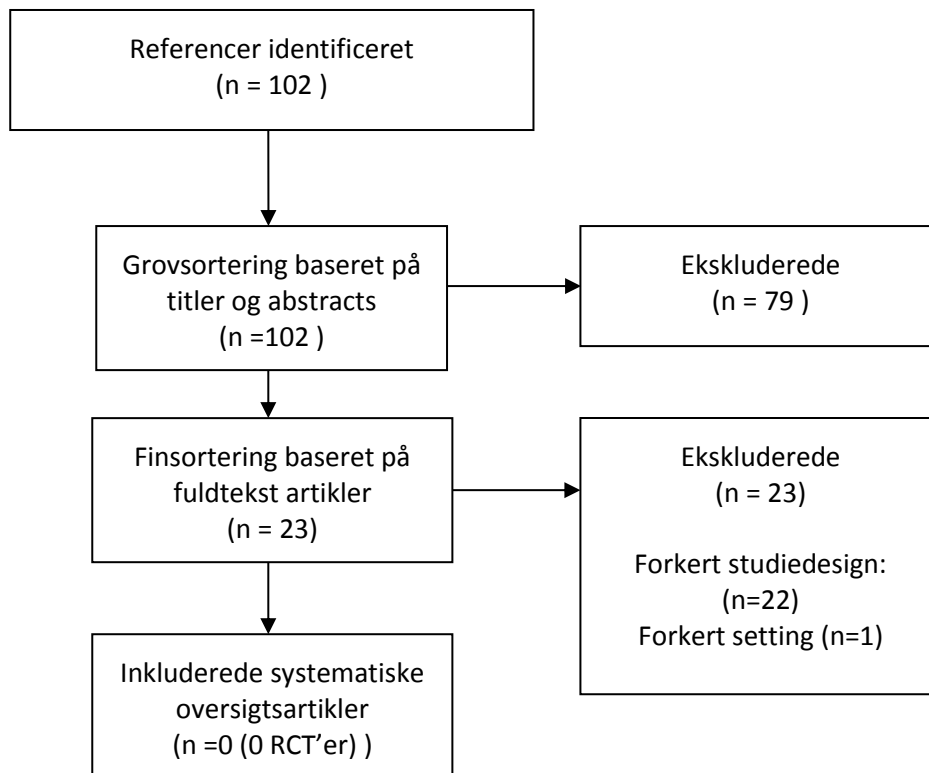 Referencer identificeret
(n = 102 )
Grovsortering baseret på
titler og abstracts
(n =102 )
Ekskluderede
(n = 79 )
Finsortering baseret på
fuldtekst artikler
(n = 23)
Ekskluderede
(n = 23)
Forkert studiedesign:
(n=22)
Forkert setting (n=1)
Inkluderede systematiske
oversigtsartikler
(n =0 (0 RCT’er) )